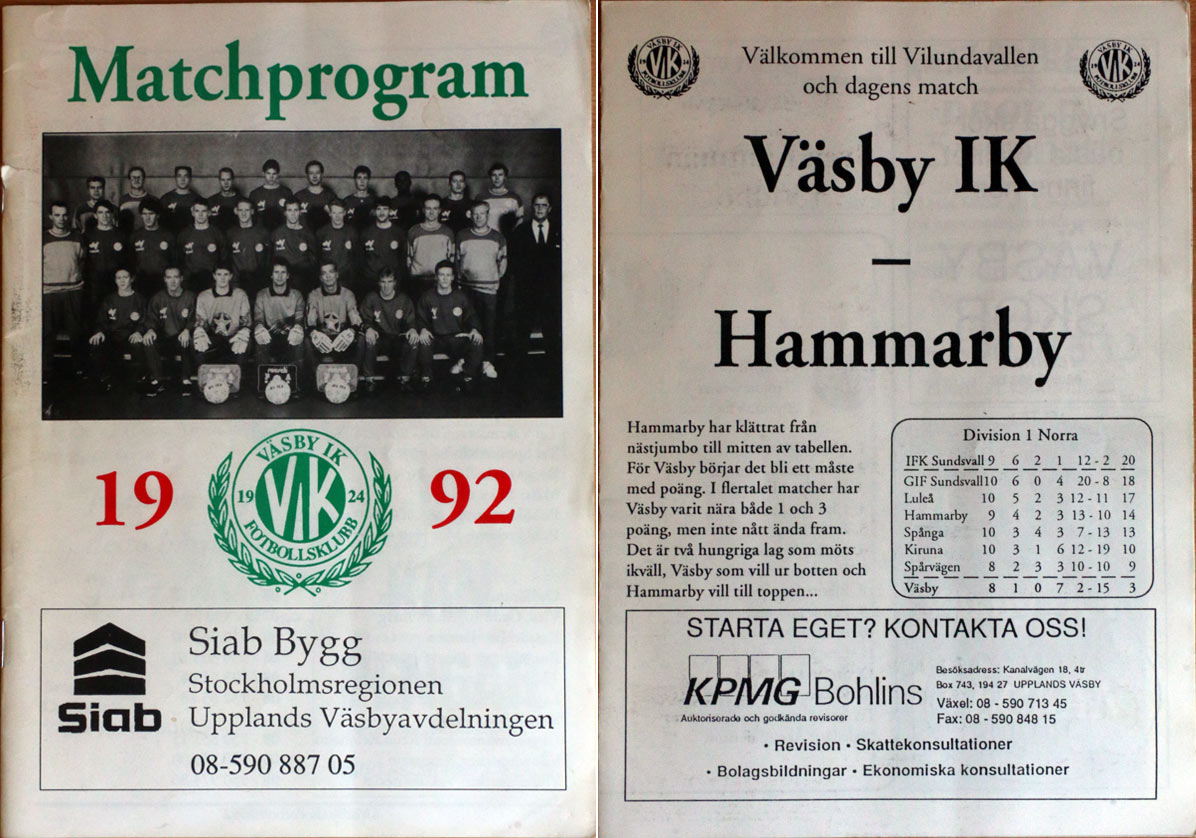 Matchprogram
19
92
VÄSBY IK
19 24
VIK
FOTBOLLSKLUBB
Siab
Siab Bygg
Stockholmsregionen
Upplands Väsbyavdelningen
08-590 887 05
VÄSBY IK
VIK
FOTBOLLSKLUBB
Välkommen till Vilundavallen
och dagens match
VÄSBY IK
VIK
FOTBOLLSKLUBB
Väsby IK
–
Hammarby
Hammarby har klättrat från
nästjumbo till mitten av tabellen.
För Väsby börjar det bli ett måste
med poäng. I flertalet matcher har
Väsby varit nära både 1 och 3
poäng, men inte nått ända fram.
Det är två hungriga lag som möts
ikväll, Väsby som vill ur botten och
Hammarby vill till toppen...
Division 1 Norra
IFK Sundsvall 9 6 2 1 12 - 2 20
GIF Sundsvall 10 6 0 4 20 - 8 18
Luleå 10 5 2 3 12 - 11 17
Hammarby 9 4 2 3 13 - 10 14
Spånga 10 3 4 3 7 - 13 13
Kiruna 10 3 1 6 12 - 19 10
Spårvägen 8 2 3 3 10 - 10 9
Väsby 8 1 0 7 2 - 15 3
STARTA EGET? KONTAKTA OSS!
KPMG Bohlins
Auktoriserade och godkända revisorer
Besöksadress: Kanalvägen 18, 4tr
Box 743, 194 27 UPPLANDS VÄSBY
Växel: 08 - 590 713 45
Fax: 08 - 590 848 15
• Revision • Skattekonsultationer
• Bolagsbildningar • Ekonomiska konsultationer